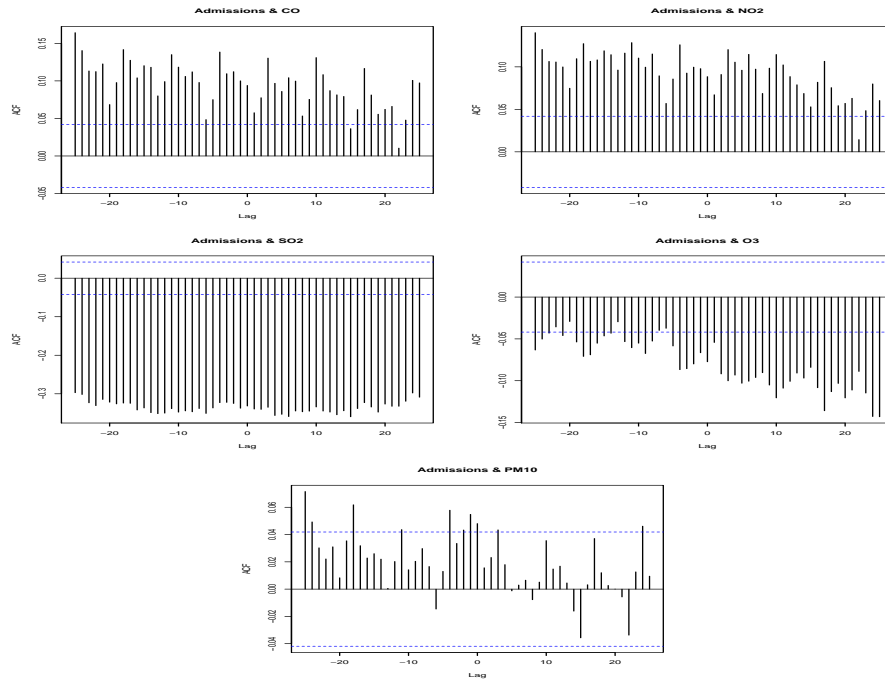 Admissions & CO
ACF
−0.05 0.00 0.05 0.10 0.15
−20 −10 0 10 20
Lag
Admissions & NO2
ACF
0.00 0.05 0.10
−20 −10 0 10 20
Lag
Admissions & SO2
ACF
−0.3 −0.2 −0.1 0.0
−20 −10 0 10 20
Lag
Admissions & O3
ACF
−0.15 −0.10 −0.05 0.00
−20 −10 0 10 20
Lag
Admissions & PM10
ACF
−0.04 −0.02 0.00 0.02 0.04 0.06
−20 −10 0 10 20
Lag